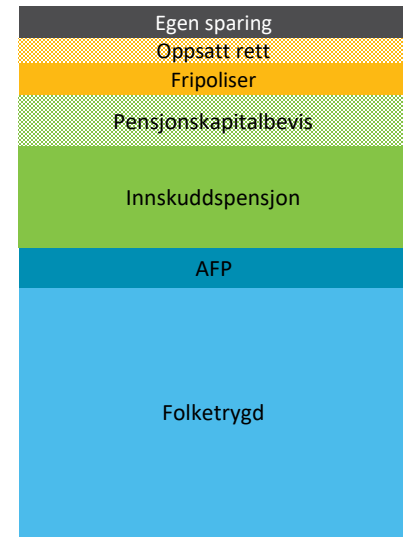 Egen sparing
Oppsatt rett
Fripoliser
Pensjonskapitalbevis
Innskuddspensjon
AFP
Folketrygd